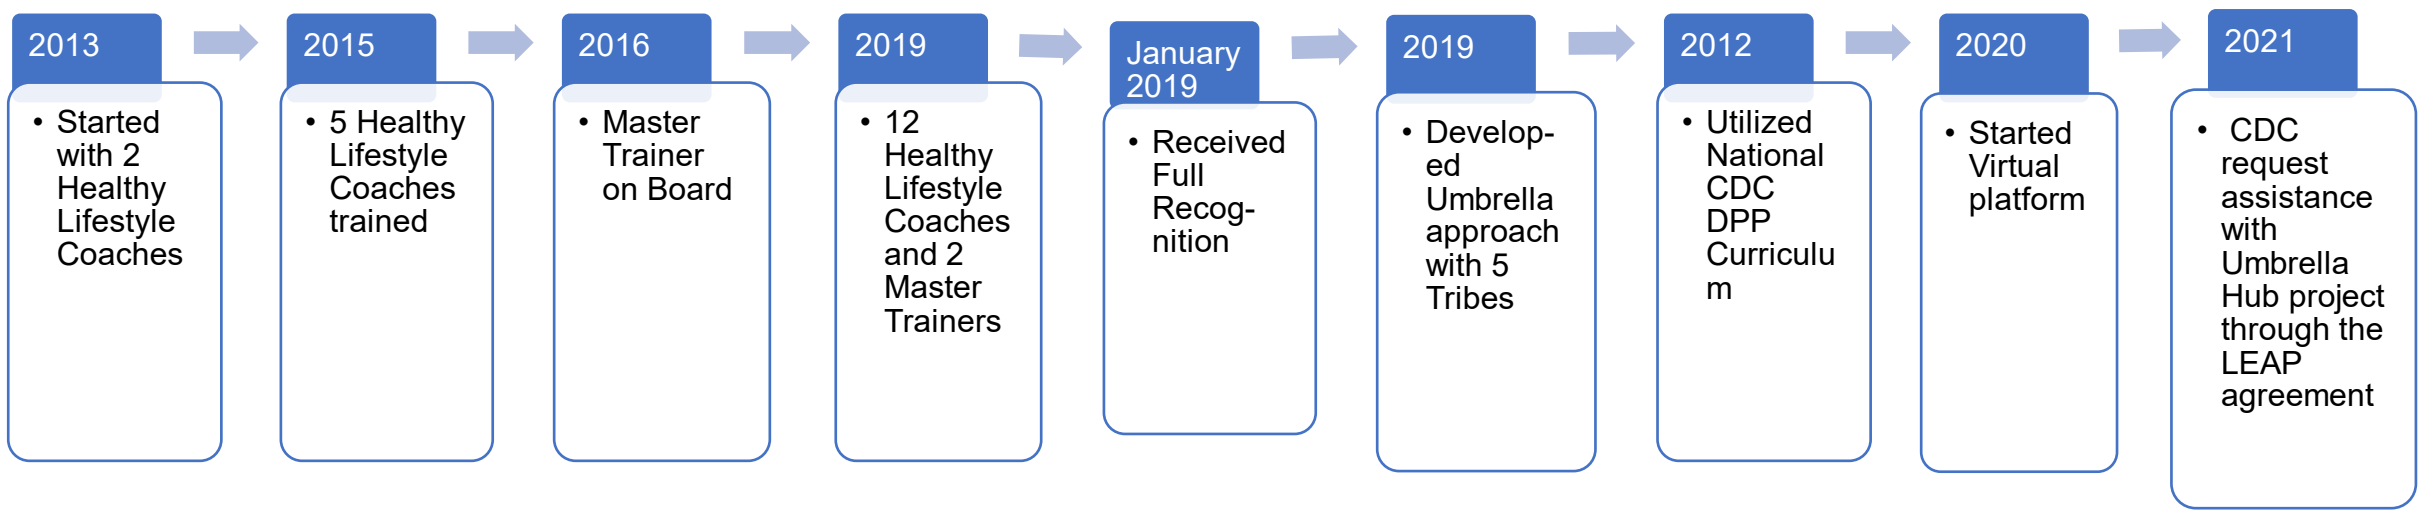 2013
• Started
with 2
Healthy
Lifestyle
Coaches
2015
• 5 Healthy
Lifestyle
Coaches
trained
2016
• Master
Trainer
on Board
2019
• 12
Healthy
Lifestyle
Coaches
and 2
Master
Trainers
January
2019
• Received
Full
Recog-
nition
2019
• Develop-
ed
Umbrella
approach
with 5
Tribes
2012
• Utilized
National
CDC
DPP
Curriculu
m
2020
• Started
Virtual
platform
2021
• CDC
request
assistance
with
Umbrella
Hub project
through the
LEAP
agreement